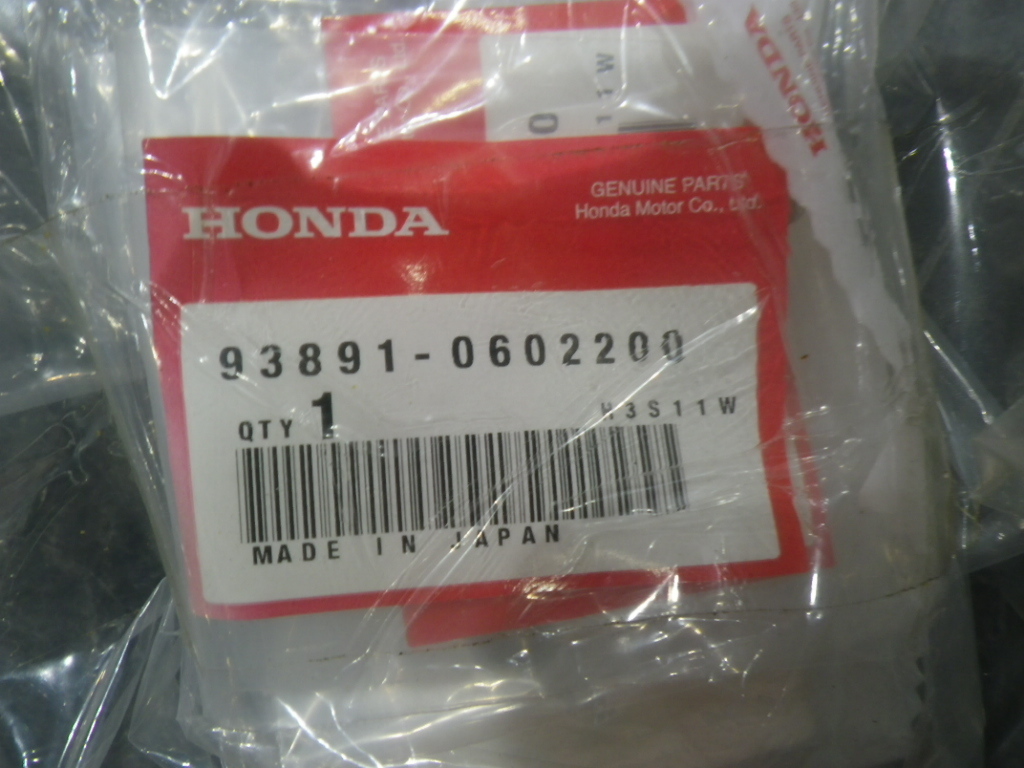 HONDA
HONDA
GENUINE PARTS
Honda Motor Co., Ltd.
93891-0602200
QTY 1
H3S11W
MADE IN JAPAN